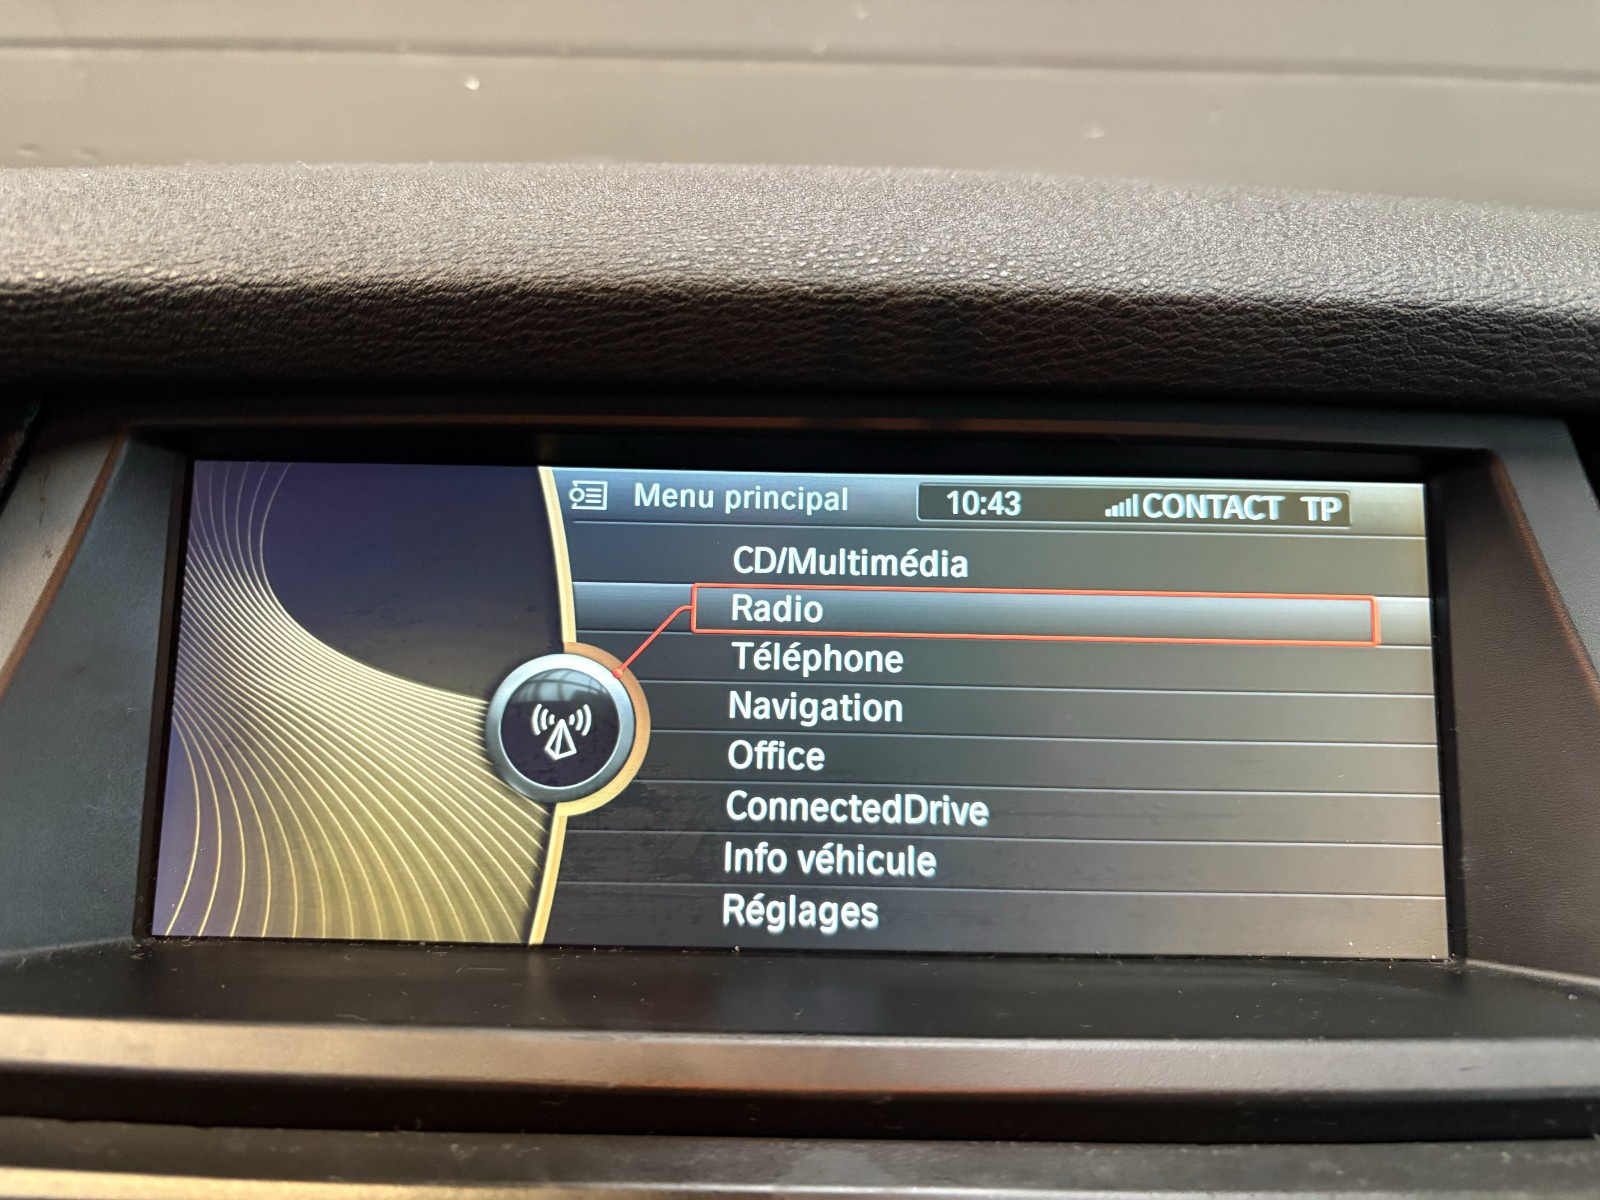 Menu principal 10:43 CONTACT TP
CD/Multimédia
Radio
Téléphone
Navigation
Office
ConnectedDrive
Info véhicule
Réglages